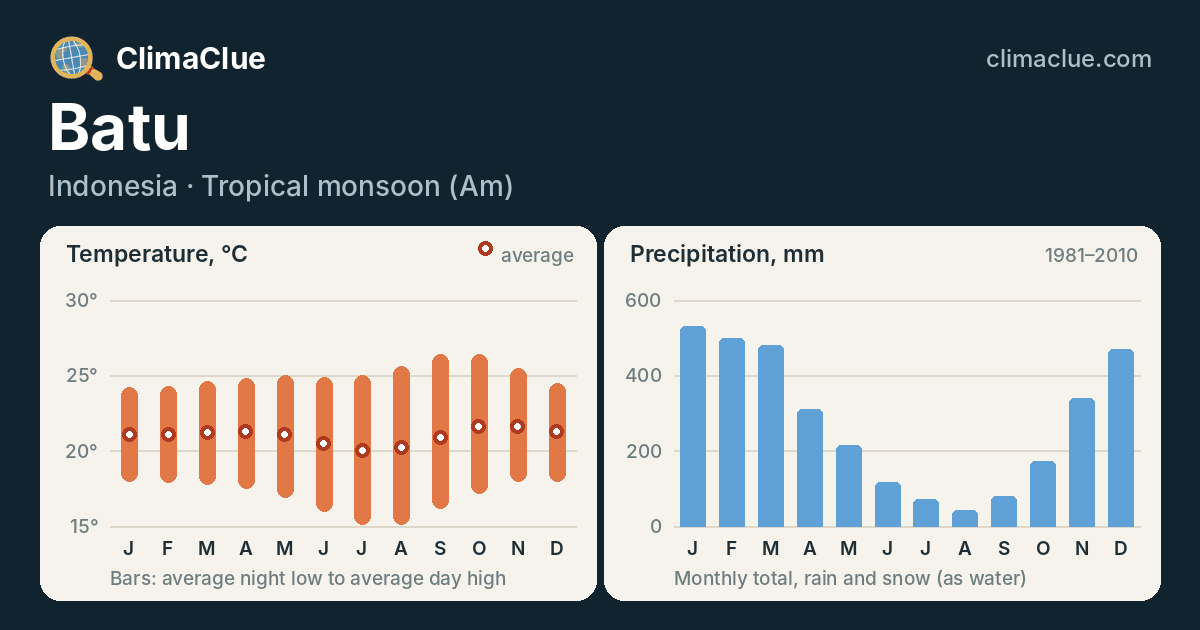 ClimaClue
climaclue.com
Batu
Indonesia · Tropical monsoon (Am)
Temperature, °C
average
30°
25°
20°
15°
J F M A M J J A S O N D
Bars: average night low to average day high
Precipitation, mm
1981–2010
600
400
200
0
J F M A M J J A S O N D
Monthly total, rain and snow (as water)